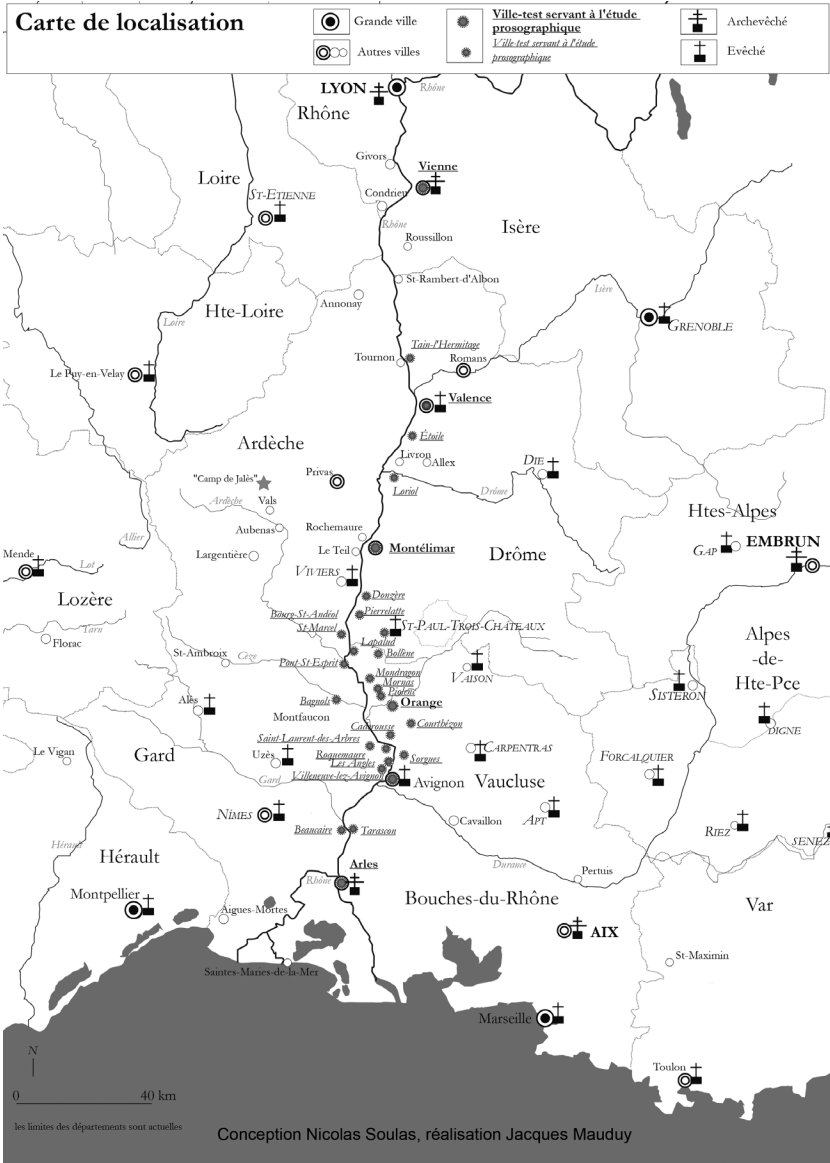 Carte de localisation
Grande ville
Autres villes
Ville-test servant à l'étude
prosographique
Ville-test servant à l'étude
prosographique
Archevêché
Evêché
LYON
Rhône
Rhône
Givors
Vienne
Loire
ST-ETIENNE
Condrieu
Rhône
Isère
Roussillon
St-Rambert-d'Albon
Isère
Annonay
Hte-Loire
Loire
GRENOBLE
Tain-l'Hermitage
Tournon
Romans
Le Puy-en-Velay
Valence
Étoile
Ardèche
Livron
Allex
DIE
Privas
"Camp de Jalès"
Loriol
Drôme
Ardèche
Vals
Htes-Alpes
Aubenas
Rochemaure
Allier
Le Teil
Montélimar
Drôme
GAP
EMBRUN
Mende
Lot
Largentière
VIVIERS
Lozère
Douzère
Bourg-St-Andéol
Pierrelatte
St-Marcel
ST-PAUL-TROIS-CHATEAUX
Tarn
Florac
Lapalud
Bollène
Alpes
-de-
Hte-Pce
St-Ambroix
Cèze
Pont-St-Esprit
VAISON
Mondragon
Mornas
Piolenc
SISTERON
Alès
Bagnols
Orange
Montfaucon
Caderousse
Courthézon
DIGNE
Saint-Laurent-des-Arbres
Le Vigan
Gard
Uzès
Roquemaure
Les Angles
Sorgues
CARPENTRAS
FORCALQUIER
Gard
Villeneuve-lez-Avignon
Avignon
Vaucluse
NÎMES
Beaucaire
Tarascon
Cavaillon
APT
RIEZ
SENEZ
Hérault
Hérault
Arles
Durance
Pertuis
Rhône
Montpellier
Bouches-du-Rhône
Var
Aigues-Mortes
AIX
St-Maximin
Saintes-Maries-de-la-Mer
Marseille
N
Toulon
0 40 km
les limites des départements sont actuelles
Conception Nicolas Soulas, réalisation Jacques Mauduy